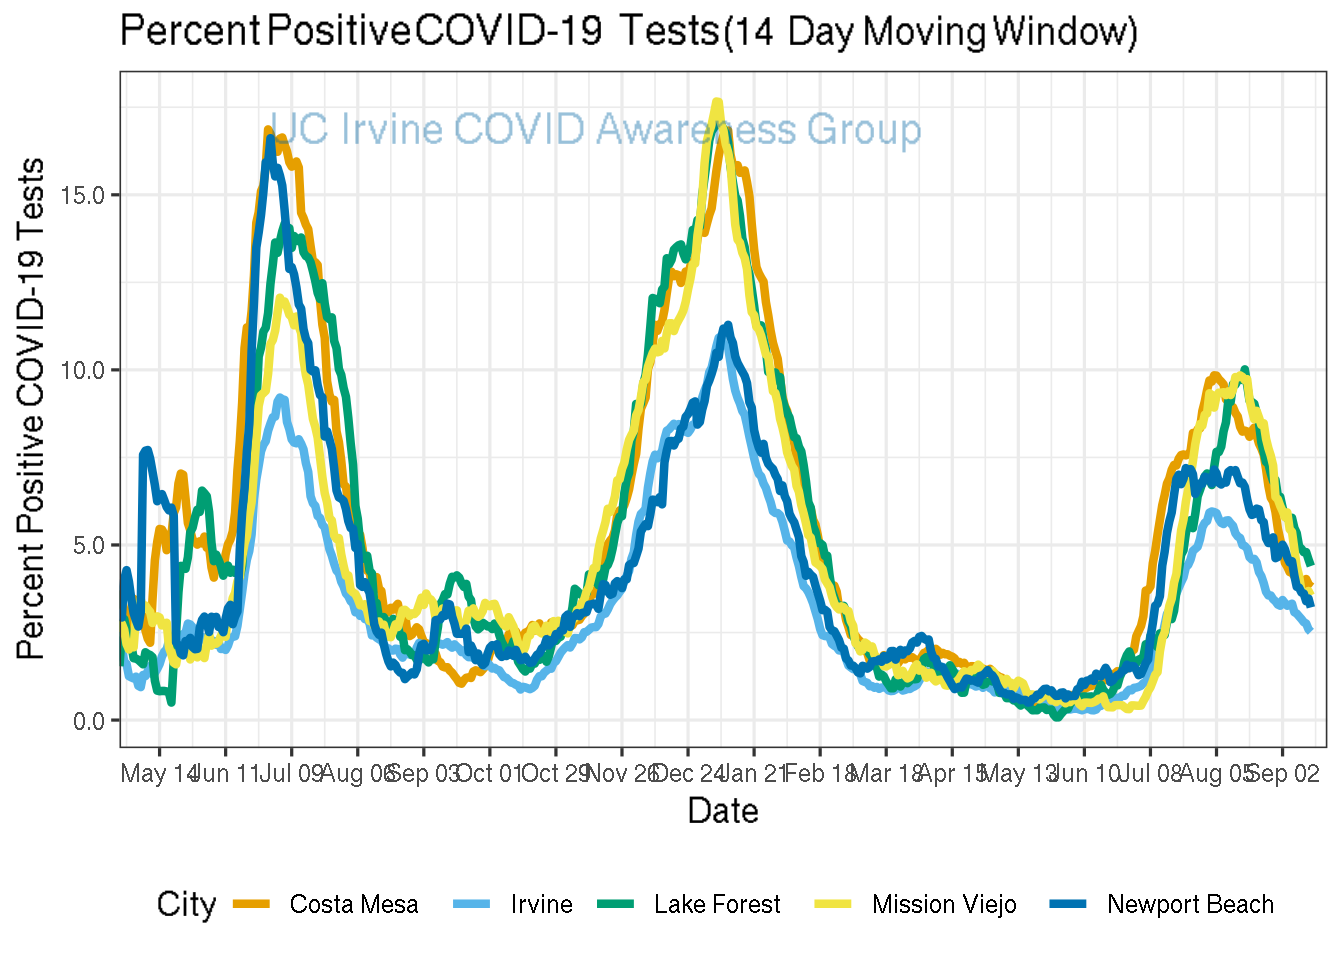 Percent Positive COVID-19 Tests(14 Day Moving Window)
UC Irvine COVID Awareness Group
Percent Positive COVID-19 Tests
15.0
10.0
5.0
0.0
May 14 Jun 11 Jul 09 Aug 06 Sep 03 Oct 01 Oct 29 Nov 26 Dec 24 Jan 21 Feb 18 Mar 18 Apr 15 May 13 Jun 10 Jul 08 Aug 05 Sep 02
Date
City Costa Mesa Irvine Lake Forest Mission Viejo Newport Beach